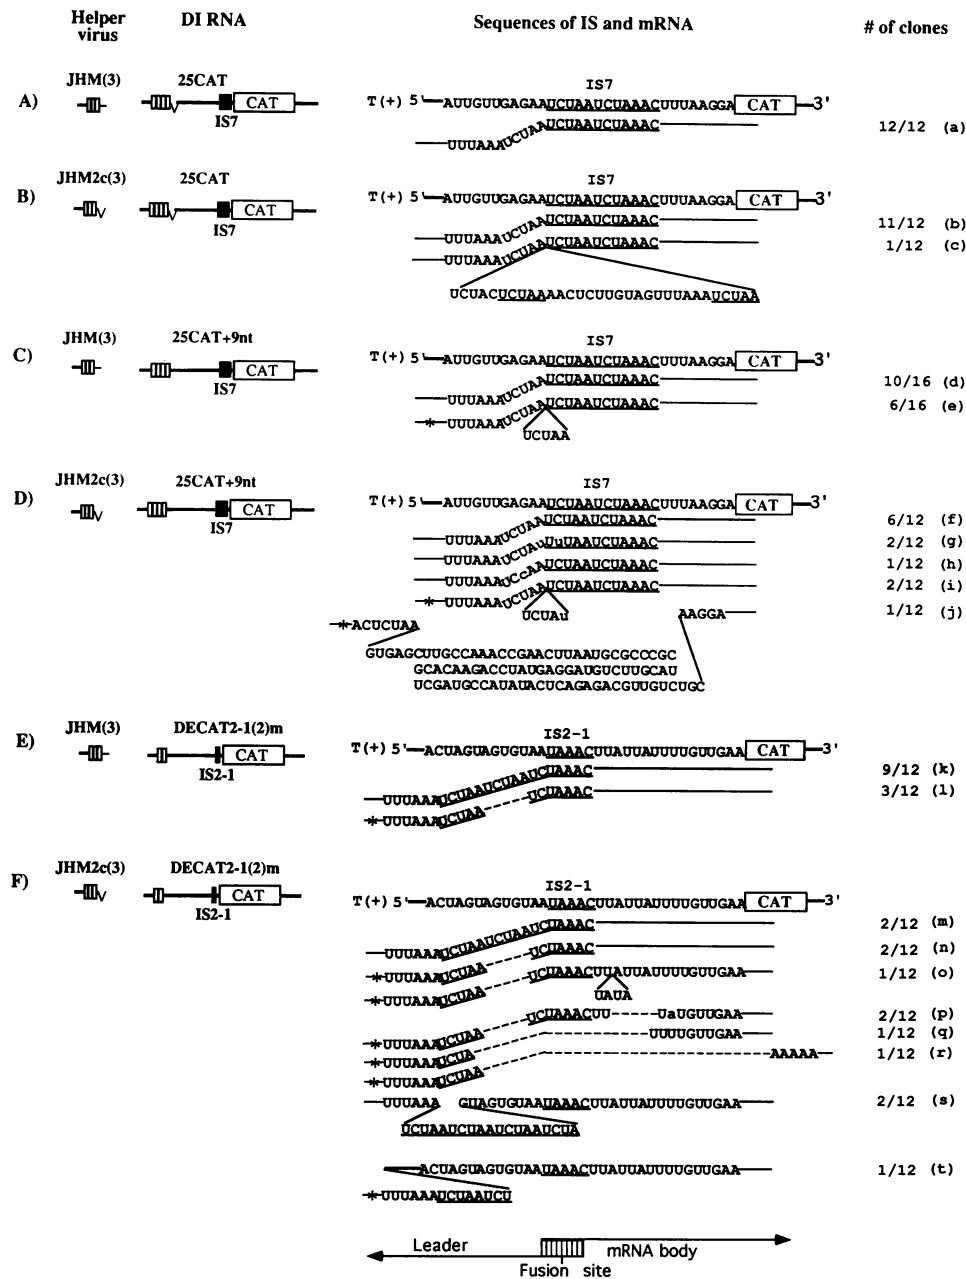 Helper virus DI RNA Sequences of IS and mRNA # of clones
A) JHM(3) 25CAT IS7 CAT
IS7
T(+) 5' AUUGUUGAGAAUCUAAUCUAAACUUUAAGGA CAT 3'
UUUAAAUCUAAUCUAAUCUAAAC 12/12 (a)
B) JHM2c(3) 25CAT IS7 CAT
IS7
T(+) 5' AUUGUUGAGAAUCUAAUCUAAACUUUAAGGA CAT 3'
UUUAAAUCUAAUCUAAUCUAAAC 11/12 (b)
UUUAAAUCUAAUCUAAUCUAAAC 1/12 (c)
UCUACUCUAAAACUCUUGUAGUUUAAAUCUAA
C) JHM(3) 25CAT+9nt IS7 CAT
IS7
T(+) 5' AUUGUUGAGAAUCUAAUCUAAACUUUAAGGA CAT 3'
UUUAAAUCUAAUCUAAUCUAAAC 10/16 (d)
*UUUAAAUCUAAUCUAAUCUAAAC 6/16 (e)
UCUAA
D) JHM2c(3) 25CAT+9nt IS7 CAT
IS7
T(+) 5' AUUGUUGAGAAUCUAAUCUAAACUUUAAGGA CAT 3'
UUUAAAUCUAAUCUAAUCUAAAC 6/12 (f)
UUUAAAUCUAuUuUAAUCUAAAC 2/12 (g)
UUUAAAUCcAAUCUAAUCUAAAC 1/12 (h)
*UUUAAAUCUAAUCUAAUCUAAAC 2/12 (i)
UCUAu
*ACUCUAA AAGGA 1/12 (j)
GUGAGCUUGCCAAACCGAACUUAAUGCGCCCGC
GCACAAGACCUAUGAGGAUGUCUUGCAU
UCGAUGCCAUAUACUCAGAGACGUUGUCUGC
E) JHM(3) DECAT2-1(2)m IS2-1 CAT
IS2-1
T(+) 5' ACUAGUAGUGUAAUAAACUUAUUAUUUUGUUGAA CAT 3'
UUUAAAUCUAAUCUAAUCUAAAC 9/12 (k)
*UUUAAAUCUAA UCUAAAC 3/12 (l)
F) JHM2c(3) DECAT2-1(2)m IS2-1 CAT
IS2-1
T(+) 5' ACUAGUAGUGUAAUAAACUUAUUAUUUUGUUGAA CAT 3'
UUUAAAUCUAAUCUAAUCUAAAC 2/12 (m)
*UUUAAAUCUAA UCUAAAC 2/12 (n)
*UUUAAAUCUAA UCUAAACUUAUUAUUUUGUUGAA 1/12 (o)
UAUA
*UUUAAAUCUAA UCUAAACUU UaUGUUGAA 2/12 (p)
*UUUAAAUCUA UUUUGUUGAA 1/12 (q)
*UUUAAAUCUAA AAAAA 1/12 (r)
UUUAAA GUAGUGUAAUAAACUUAUUAUUUUGUUGAA 2/12 (s)
UCUAAUCUAAUCUAAUCUA
ACUAGUAGUGUAAUAAACUUAUUAUUUUGUUGAA 1/12 (t)
*UUUAAAUCUAAUCU
Leader mRNA body
Fusion site